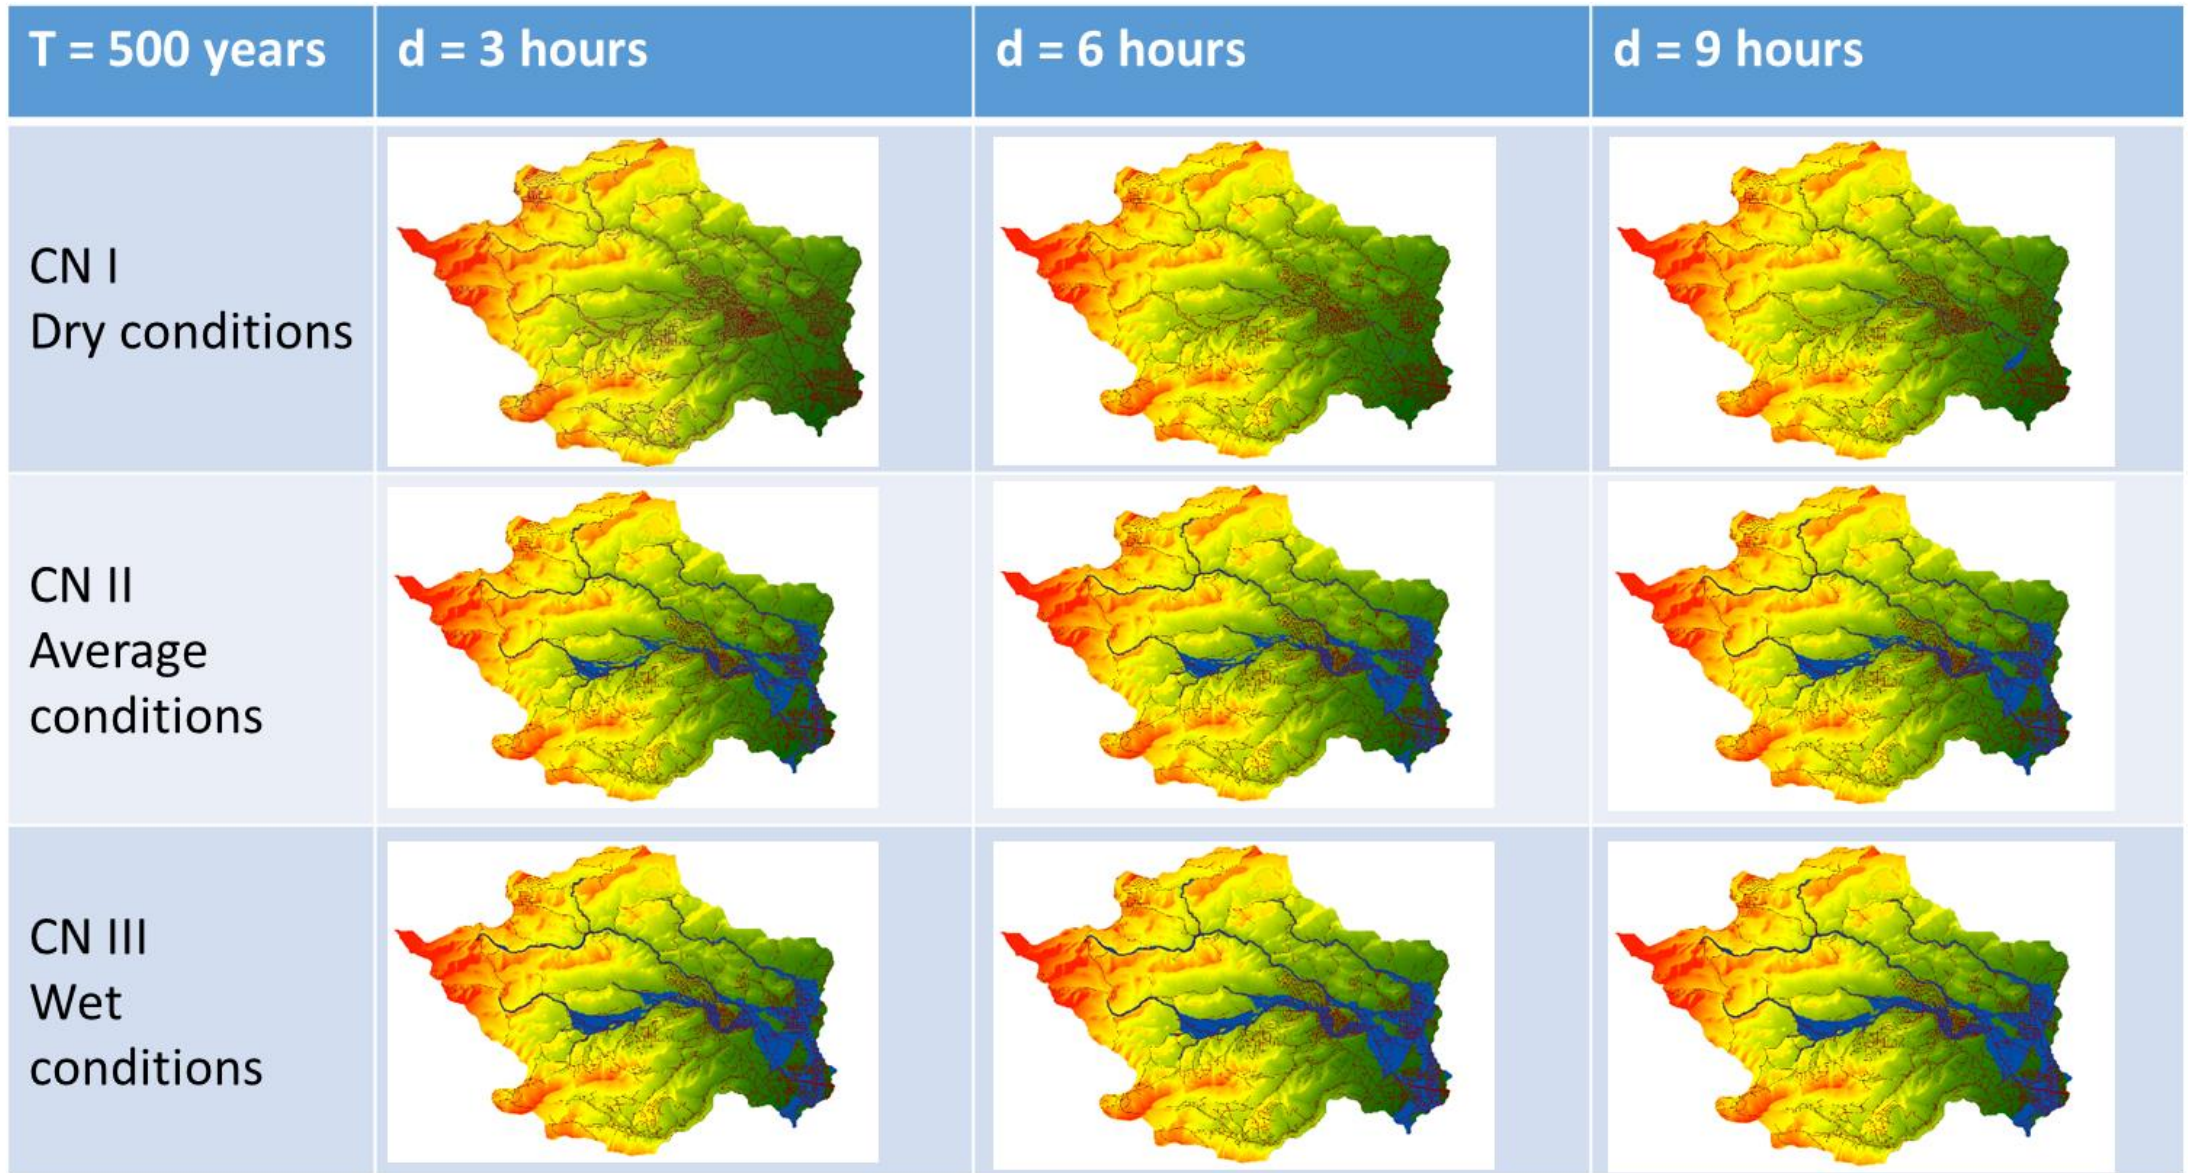 T = 500 years
d = 3 hours
d = 6 hours
d = 9 hours
CN I
Dry conditions
CN II
Average
conditions
CN III
Wet
conditions